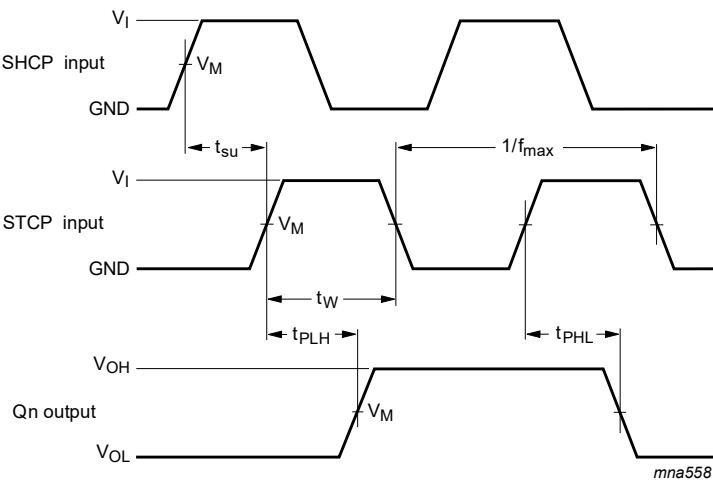 V_I
SHCP input
V_M
GND
t_su
1/f_max
V_I
STCP input
V_M
GND
t_W
t_PLH
t_PHL
V_OH
Qn output
V_M
V_OL
mna558